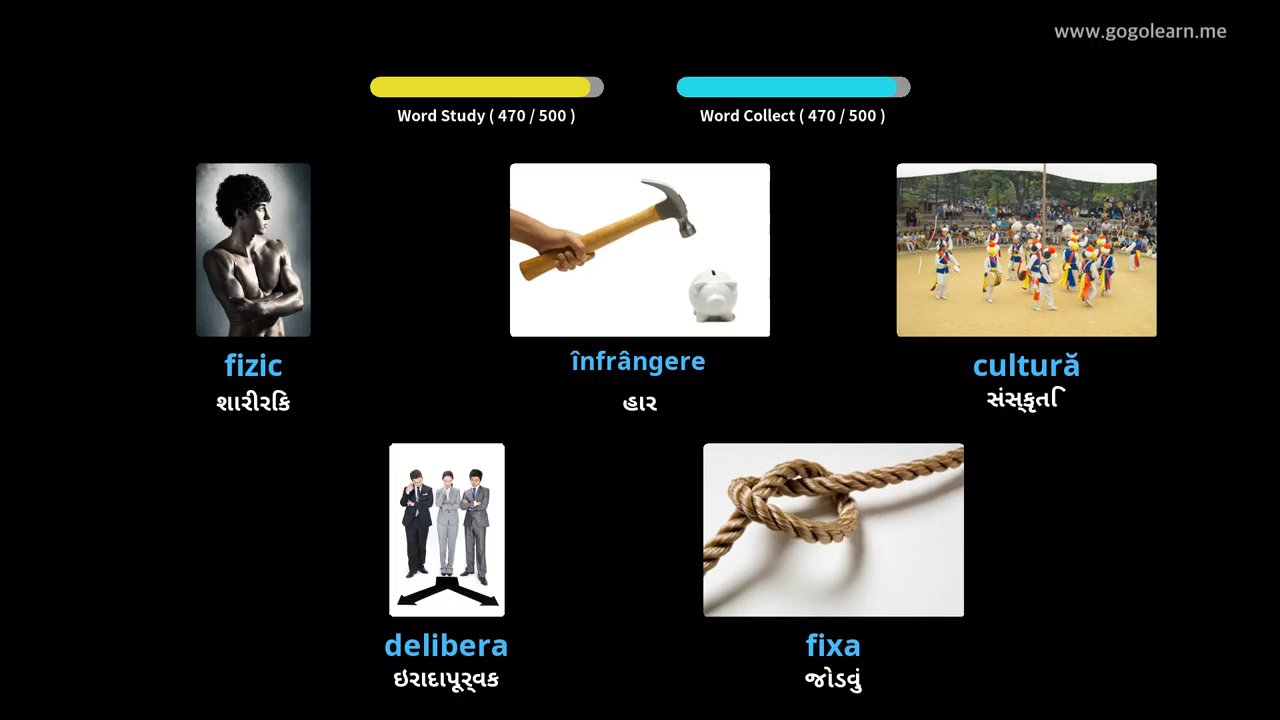 www.gogolearn.me
Word Study ( 470 / 500 )
Word Collect ( 470 / 500 )
fizic
શારીરિક
înfrângere
હાર
cultură
સંસ્કૃતિ
delibera
ઇરાદાપૂર્વક
fixa
જોડવું